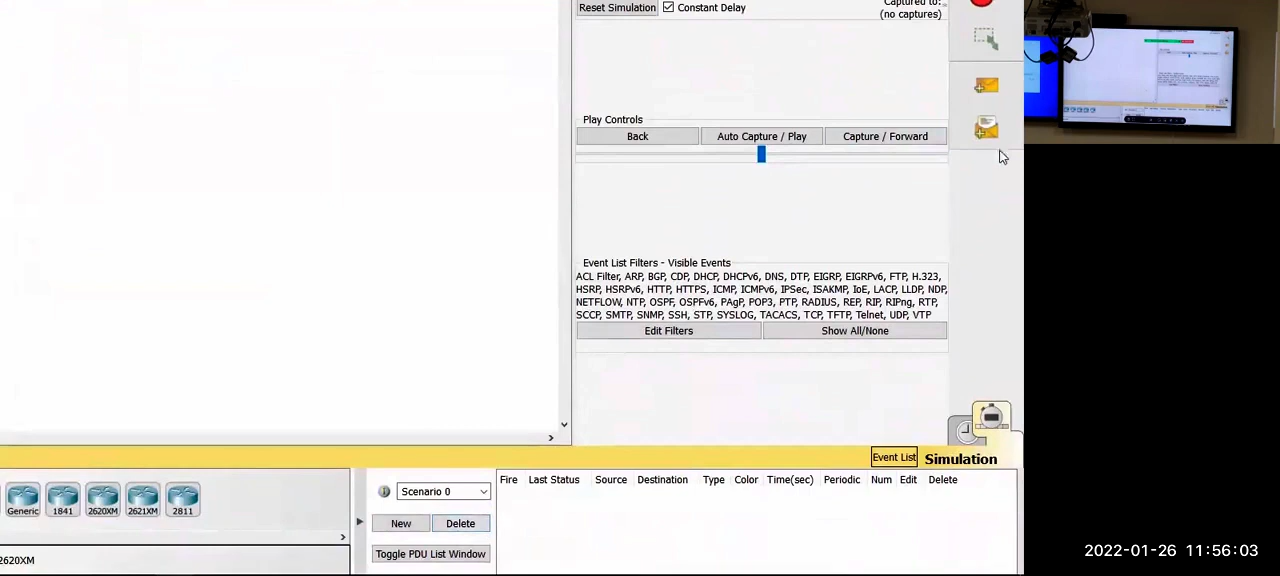 Reset Simulation Constant Delay
Captured to:
(no captures)
Play Controls
Back Auto Capture / Play Capture / Forward
Event List Filters - Visible Events
ACL Filter, ARP, BGP, CDP, DHCP, DHCPv6, DNS, DTP, EIGRP, EIGRPv6, FTP, H.323,
HSRP, HSRPv6, HTTP, HTTPS, ICMP, ICMPv6, IPSec, ISAKMP, IoE, LACP, LLDP, NDP,
NETFLOW, NTP, OSPF, OSPFv6, PAgP, POP3, PTP, RADIUS, REP, RIP, RIPng, RTP,
SCCP, SMTP, SNMP, SSH, STP, SYSLOG, TACACS, TCP, TFTP, Telnet, UDP, VTP
Edit Filters Show All/None
Event List Simulation
Generic 1841 2620XM 2621XM 2811
2620XM
Scenario 0
New Delete
Toggle PDU List Window
Fire Last Status Source Destination Type Color Time(sec) Periodic Num Edit Delete
2022-01-26 11:56:03